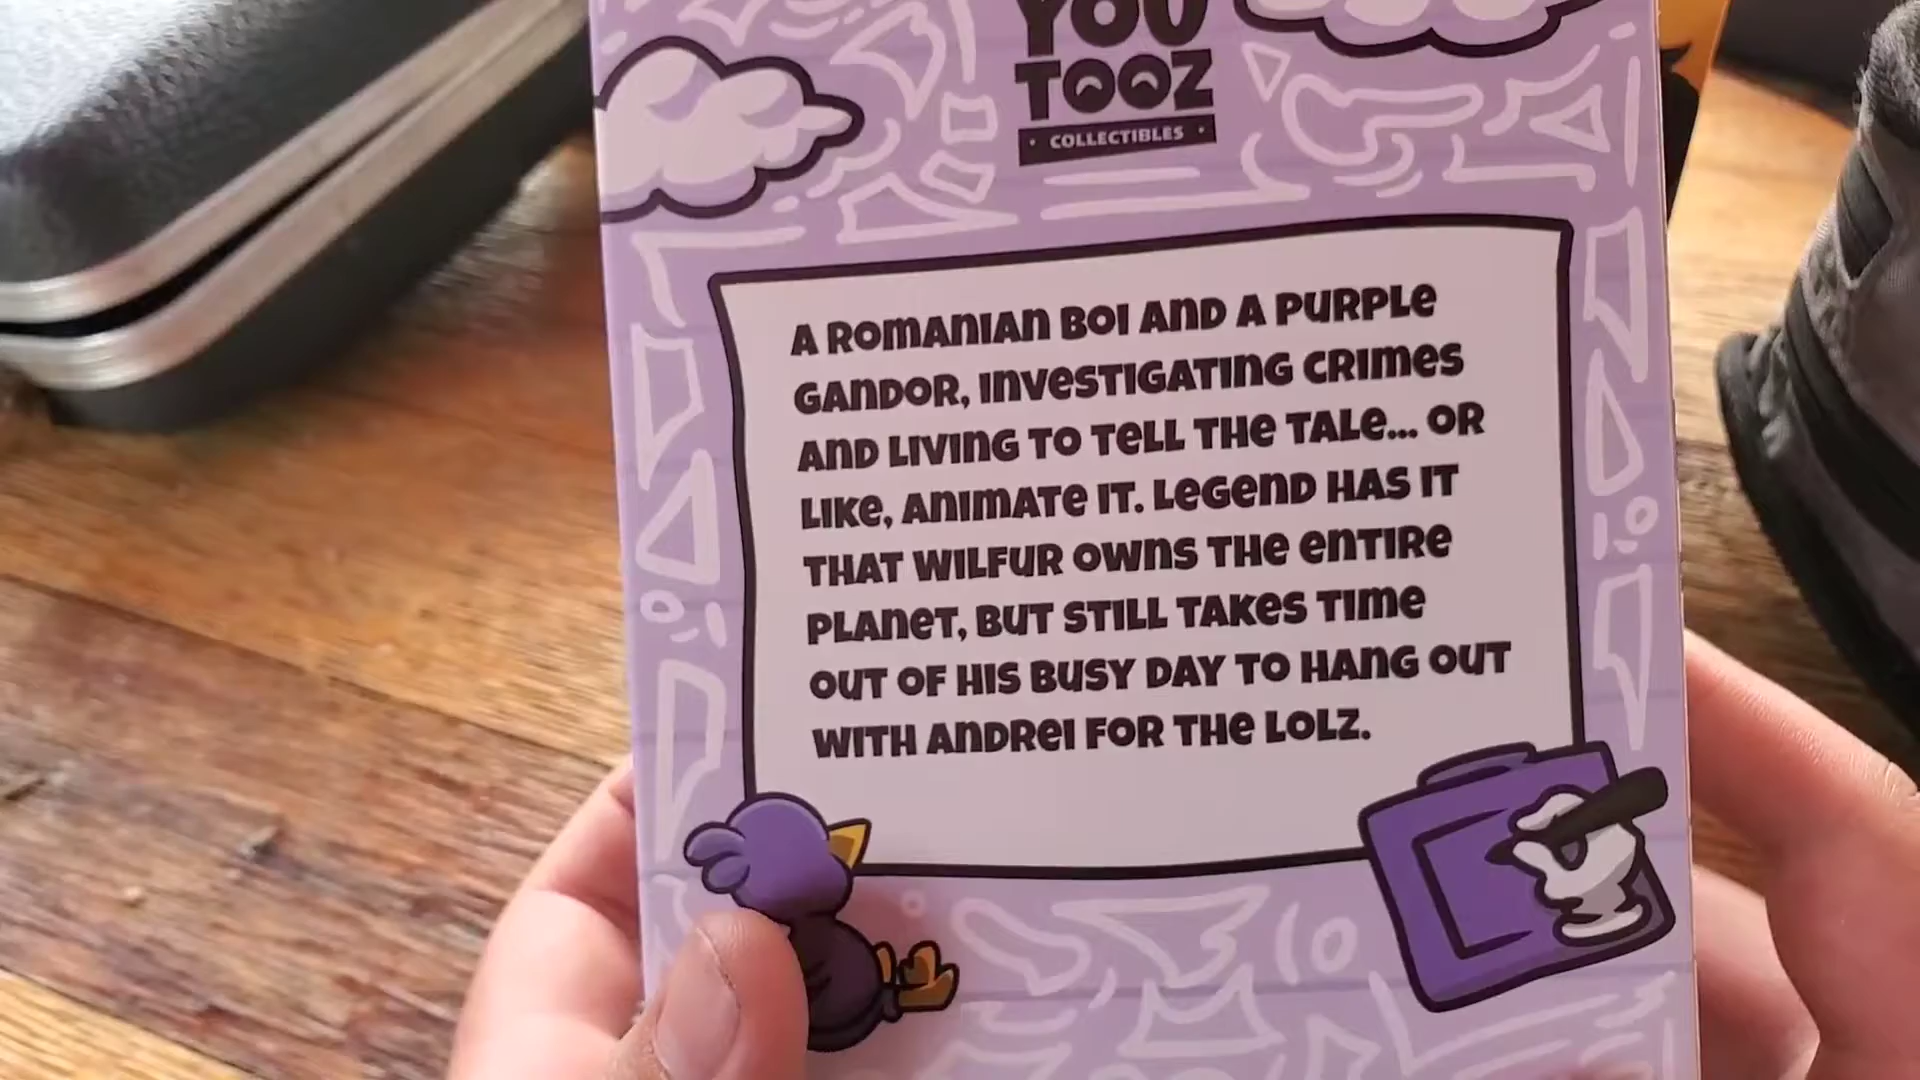 YOU
TOOZ
• COLLECTIBLES •
A ROMANIAN BOI AND A PURPLE
GANDOR, INVESTIGATING CRIMES
AND LIVING TO TELL THE TALE... OR
LIKE, ANIMATE IT. LEGEND HAS IT
THAT WILFUR OWNS THE ENTIRE
PLANET, BUT STILL TAKES TIME
OUT OF HIS BUSY DAY TO HANG OUT
WITH ANDREI FOR THE LOLZ.